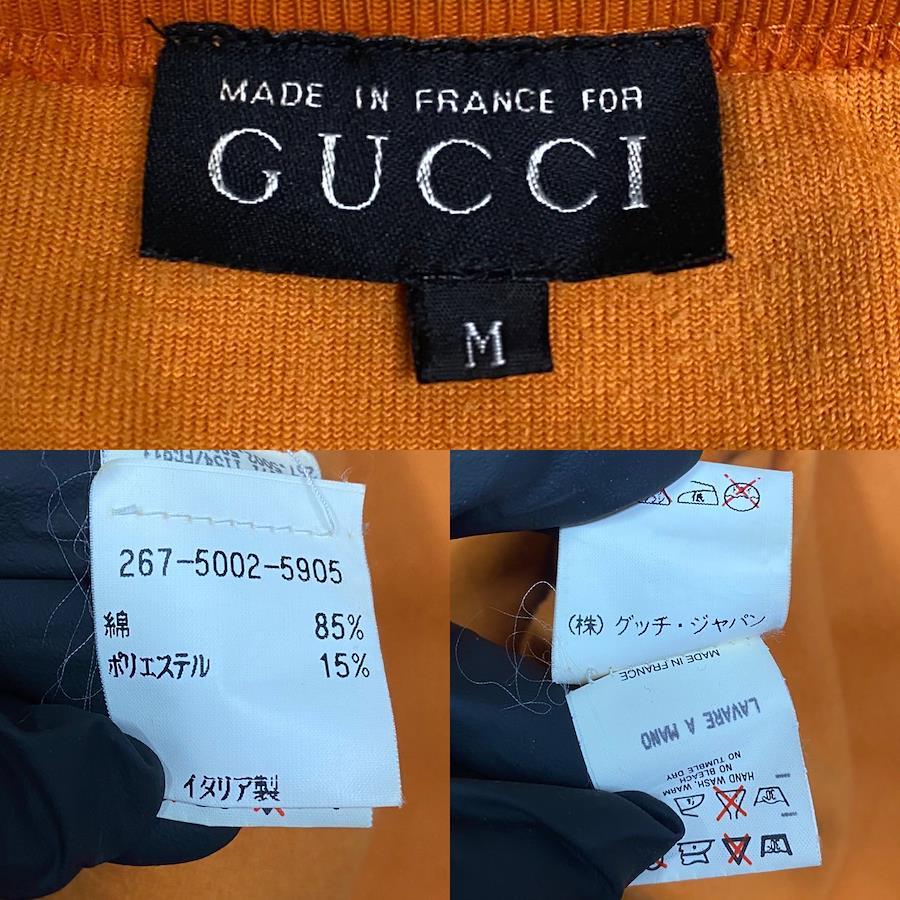 MADE IN FRANCE FOR
GUCCI
M
267-5002-5905
綿 85%
ポリエステル 15%
イタリア製
低
(株) グッチ・ジャパン
MADE IN FRANCE
LAVARE A MANO
HAND WASH, WARM
NO BLEACH
NO TUMBLE DRY
30